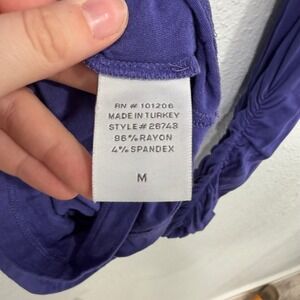 RN # 101206
MADE IN TURKEY
STYLE # 28743
96% RAYON
4% SPANDEX
M